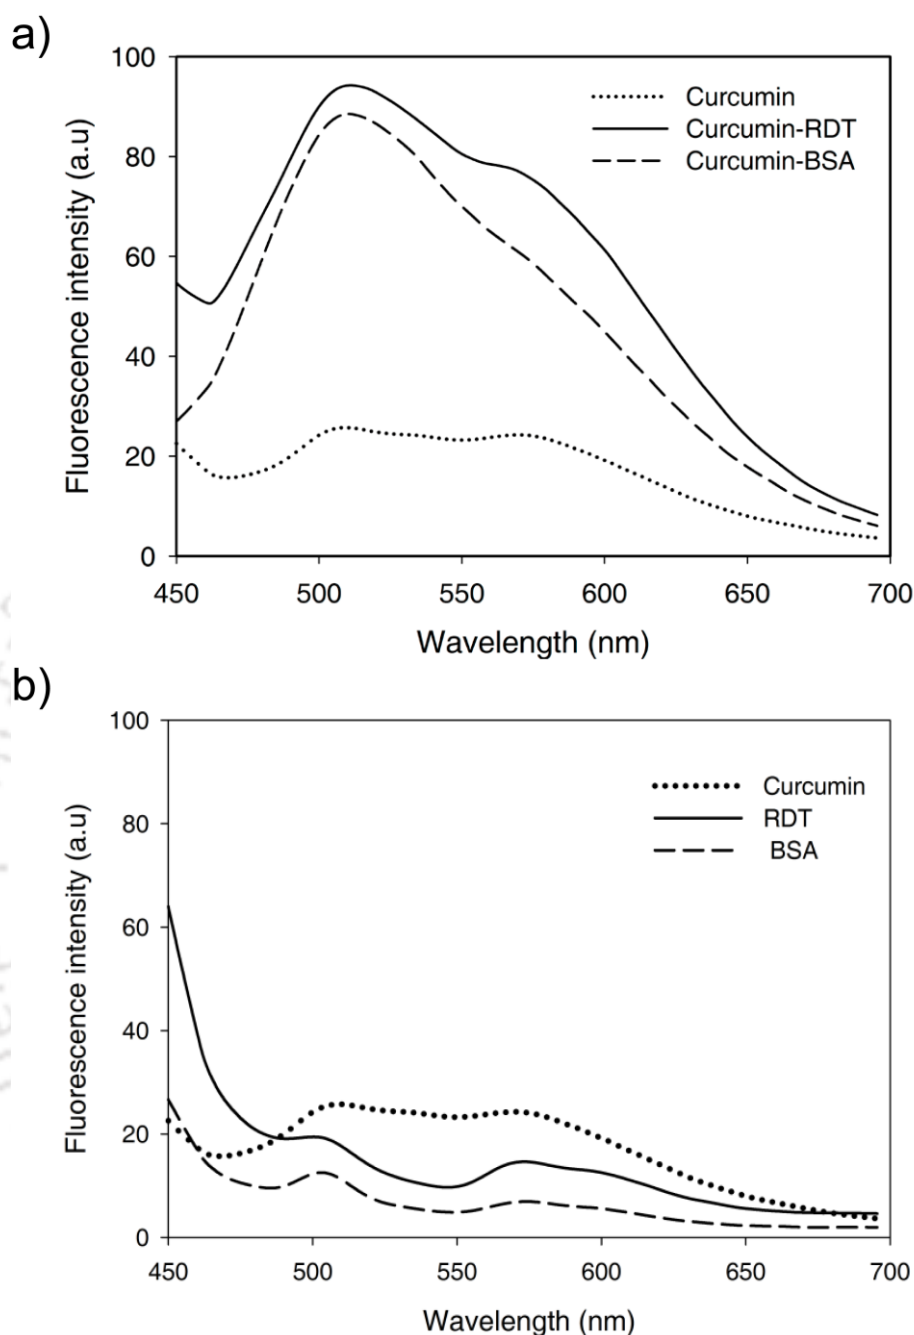 a)
100
80
60
40
20
0
Fluorescence intensity (a.u)
Curcumin
Curcumin-RDT
Curcumin-BSA
450 500 550 600 650 700
Wavelength (nm)
b)
100
80
60
40
20
0
Fluorescence intensity (a.u)
Curcumin
RDT
BSA
450 500 550 600 650 700
Wavelength (nm)